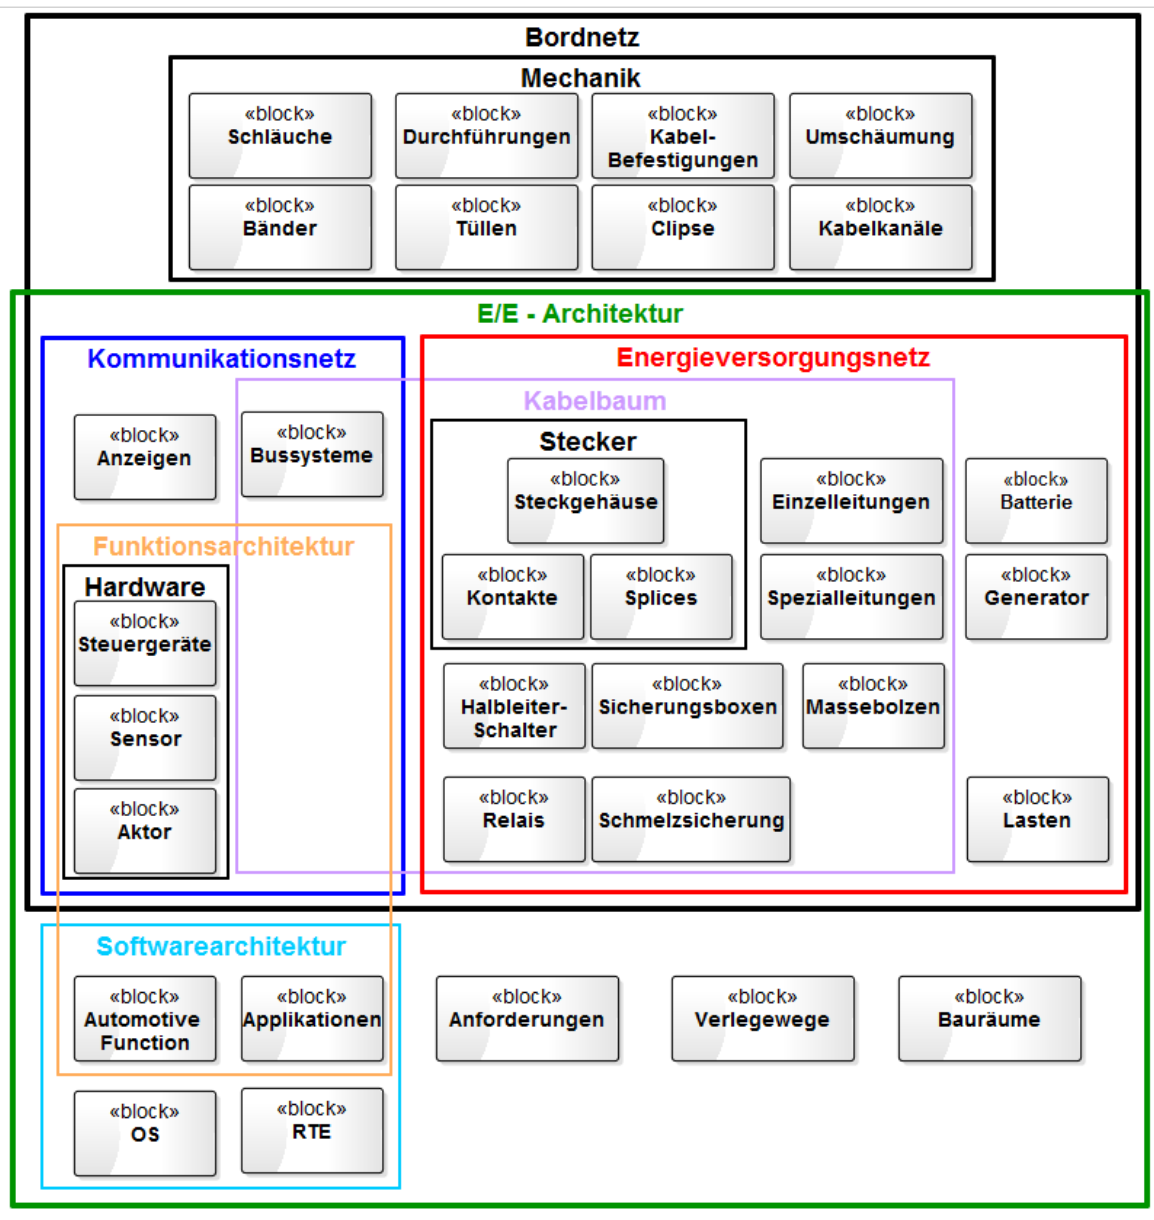 Bordnetz
Mechanik
«block»
Schläuche
«block»
Durchführungen
«block»
Kabel-
Befestigungen
«block»
Umschäumung
«block»
Bänder
«block»
Tüllen
«block»
Clipse
«block»
Kabelkanäle
E/E - Architektur
Kommunikationsnetz
«block»
Anzeigen
«block»
Bussysteme
Funktionsarchitektur
Hardware
«block»
Steuergeräte
«block»
Sensor
«block»
Aktor
Energieversorgungsnetz
Kabelbaum
Stecker
«block»
Steckgehäuse
«block»
Kontakte
«block»
Splices
«block»
Einzelleitungen
«block»
Batterie
«block»
Spezialleitungen
«block»
Generator
«block»
Halbleiter-
Schalter
«block»
Sicherungsboxen
«block»
Massebolzen
«block»
Relais
«block»
Schmelzsicherung
«block»
Lasten
Softwarearchitektur
«block»
Automotive
Function
«block»
Applikationen
«block»
OS
«block»
RTE
«block»
Anforderungen
«block»
Verlegewege
«block»
Bauräume